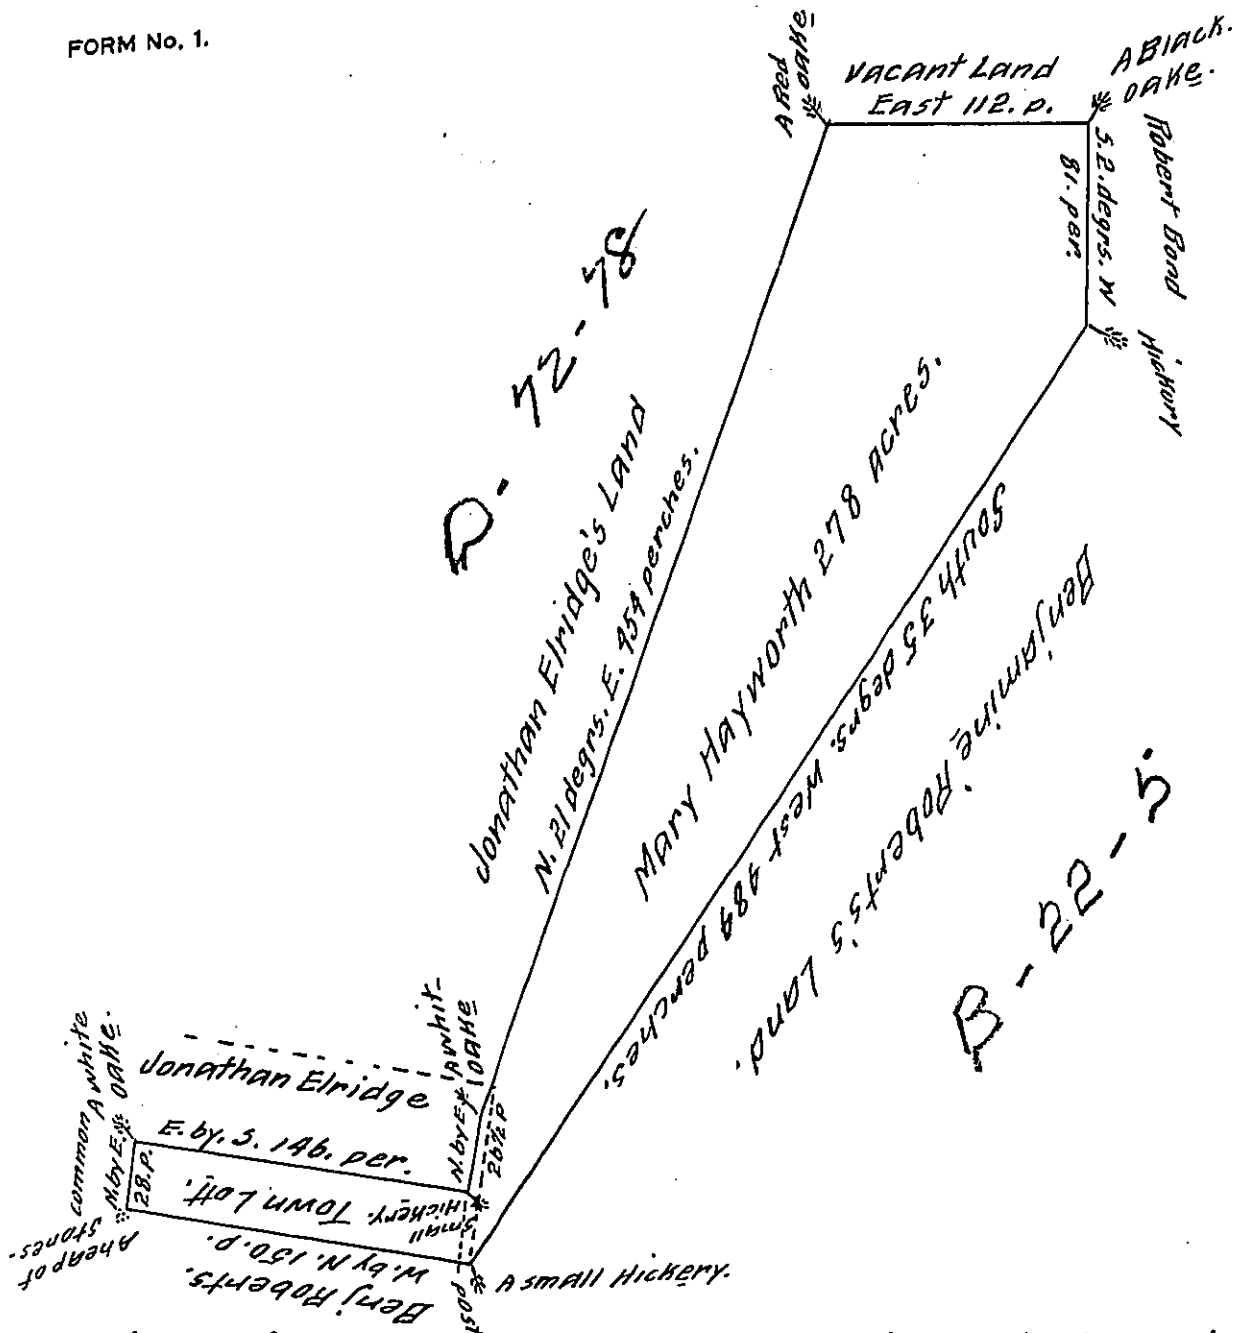 FORM No. 1.
A Red
oake
Vacant Land
East 112. p.
A Black.
oake.
Robert Bond
S. 2. degrs. W
81. per.
Hickory
D - 72 - 78
Jonathan Elridge's Land
N. 21 degrs. E. 454 perches.
Mary Hayworth 278 acres.
South 35 degrs. West 484 perches.
Benjamine Roberts's Land.
B - 22 - 5
A whit-
oake
N. by E.
26½ P
common
A white
oake.
Jonathan Elridge
E. by. S. 146. per.
N. by E.
28. p.
Town Lott.
small
Hickery.
W. by N. 150. p.
Benj Roberts.
A heap of
stones.
A small Hickery.
post